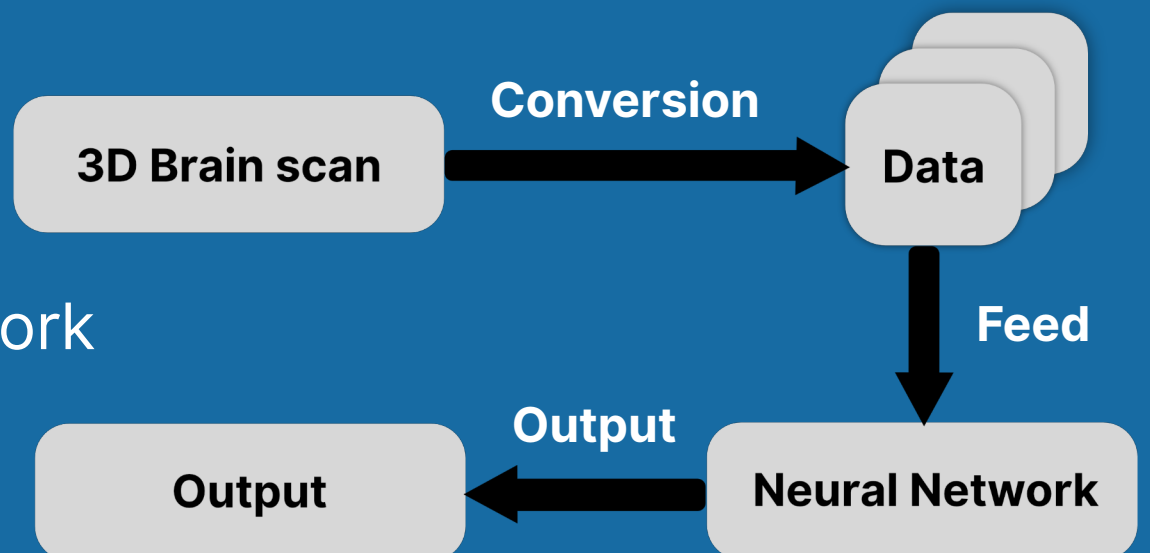 Conversion
3D Brain scan
Data
ork
Feed
Output
Output
Neural Network